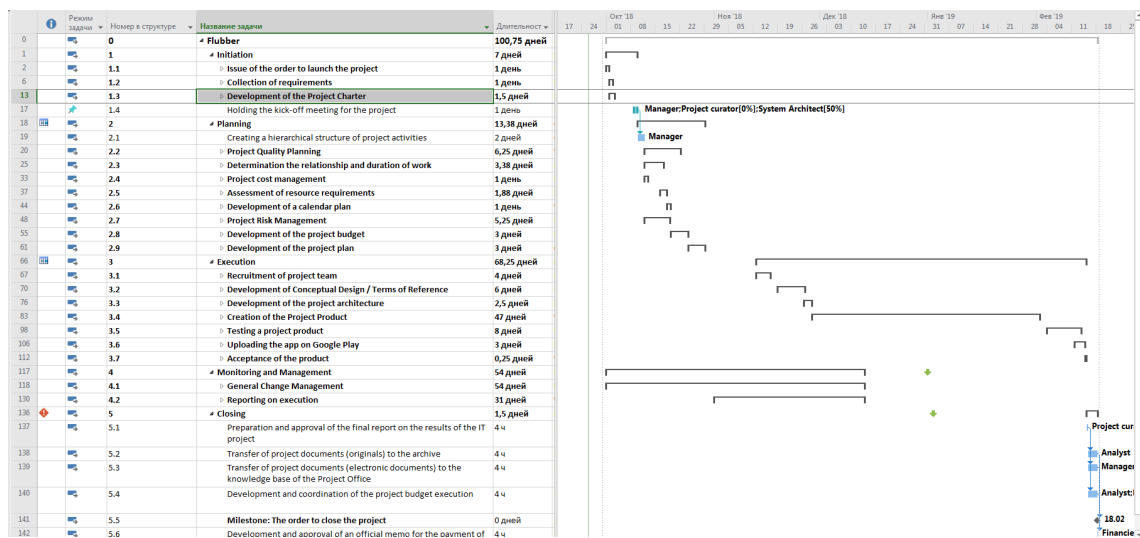 Режим задачи Номер в структуре Название задачи Длительность
Окт '18 Ноя '18 Дек '18 Янв '19 Фев '19
17 24 01 08 15 22 29 05 12 19 26 03 10 17 24 31 07 14 21 28 04 11 18 25
0 0 Flubber 100,75 дней
1 1 Initiation 7 дней
2 1.1 Issue of the order to launch the project 1 день
6 1.2 Collection of requirements 1 день
13 1.3 Development of the Project Charter 1,5 дней
17 1.4 Holding the kick-off meeting for the project 1 день Manager;Project curator[0%];System Architect[50%]
18 2 Planning 13,38 дней
19 2.1 Creating a hierarchical structure of project activities 2 дней Manager
20 2.2 Project Quality Planning 6,25 дней
25 2.3 Determination the relationship and duration of work 3,38 дней
33 2.4 Project cost management 1 день
37 2.5 Assessment of resource requirements 1,88 дней
44 2.6 Development of a calendar plan 1 день
48 2.7 Project Risk Management 5,25 дней
55 2.8 Development of the project budget 3 дней
61 2.9 Development of the project plan 3 дней
66 3 Execution 68,25 дней
67 3.1 Recruitment of project team 4 дней
70 3.2 Development of Conceptual Design / Terms of Reference 6 дней
76 3.3 Development of the project architecture 2,5 дней
83 3.4 Creation of the Project Product 47 дней
98 3.5 Testing a project product 8 дней
106 3.6 Uploading the app on Google Play 3 дней
112 3.7 Acceptance of the product 0,25 дней
117 4 Monitoring and Management 54 дней
118 4.1 General Change Management 54 дней
130 4.2 Reporting on execution 31 дней
136 5 Closing 1,5 дней
137 5.1 Preparation and approval of the final report on the results of the IT 4 ч Project cur
project
138 5.2 Transfer of project documents (originals) to the archive 4 ч Analyst
139 5.3 Transfer of project documents (electronic documents) to the 4 ч Manager
knowledge base of the Project Office
140 5.4 Development and coordination of the project budget execution 4 ч Analyst;
141 5.5 Milestone: The order to close the project 0 дней 18.02
142 5.6 Development and approval of an official memo for the payment of 4 ч Financie